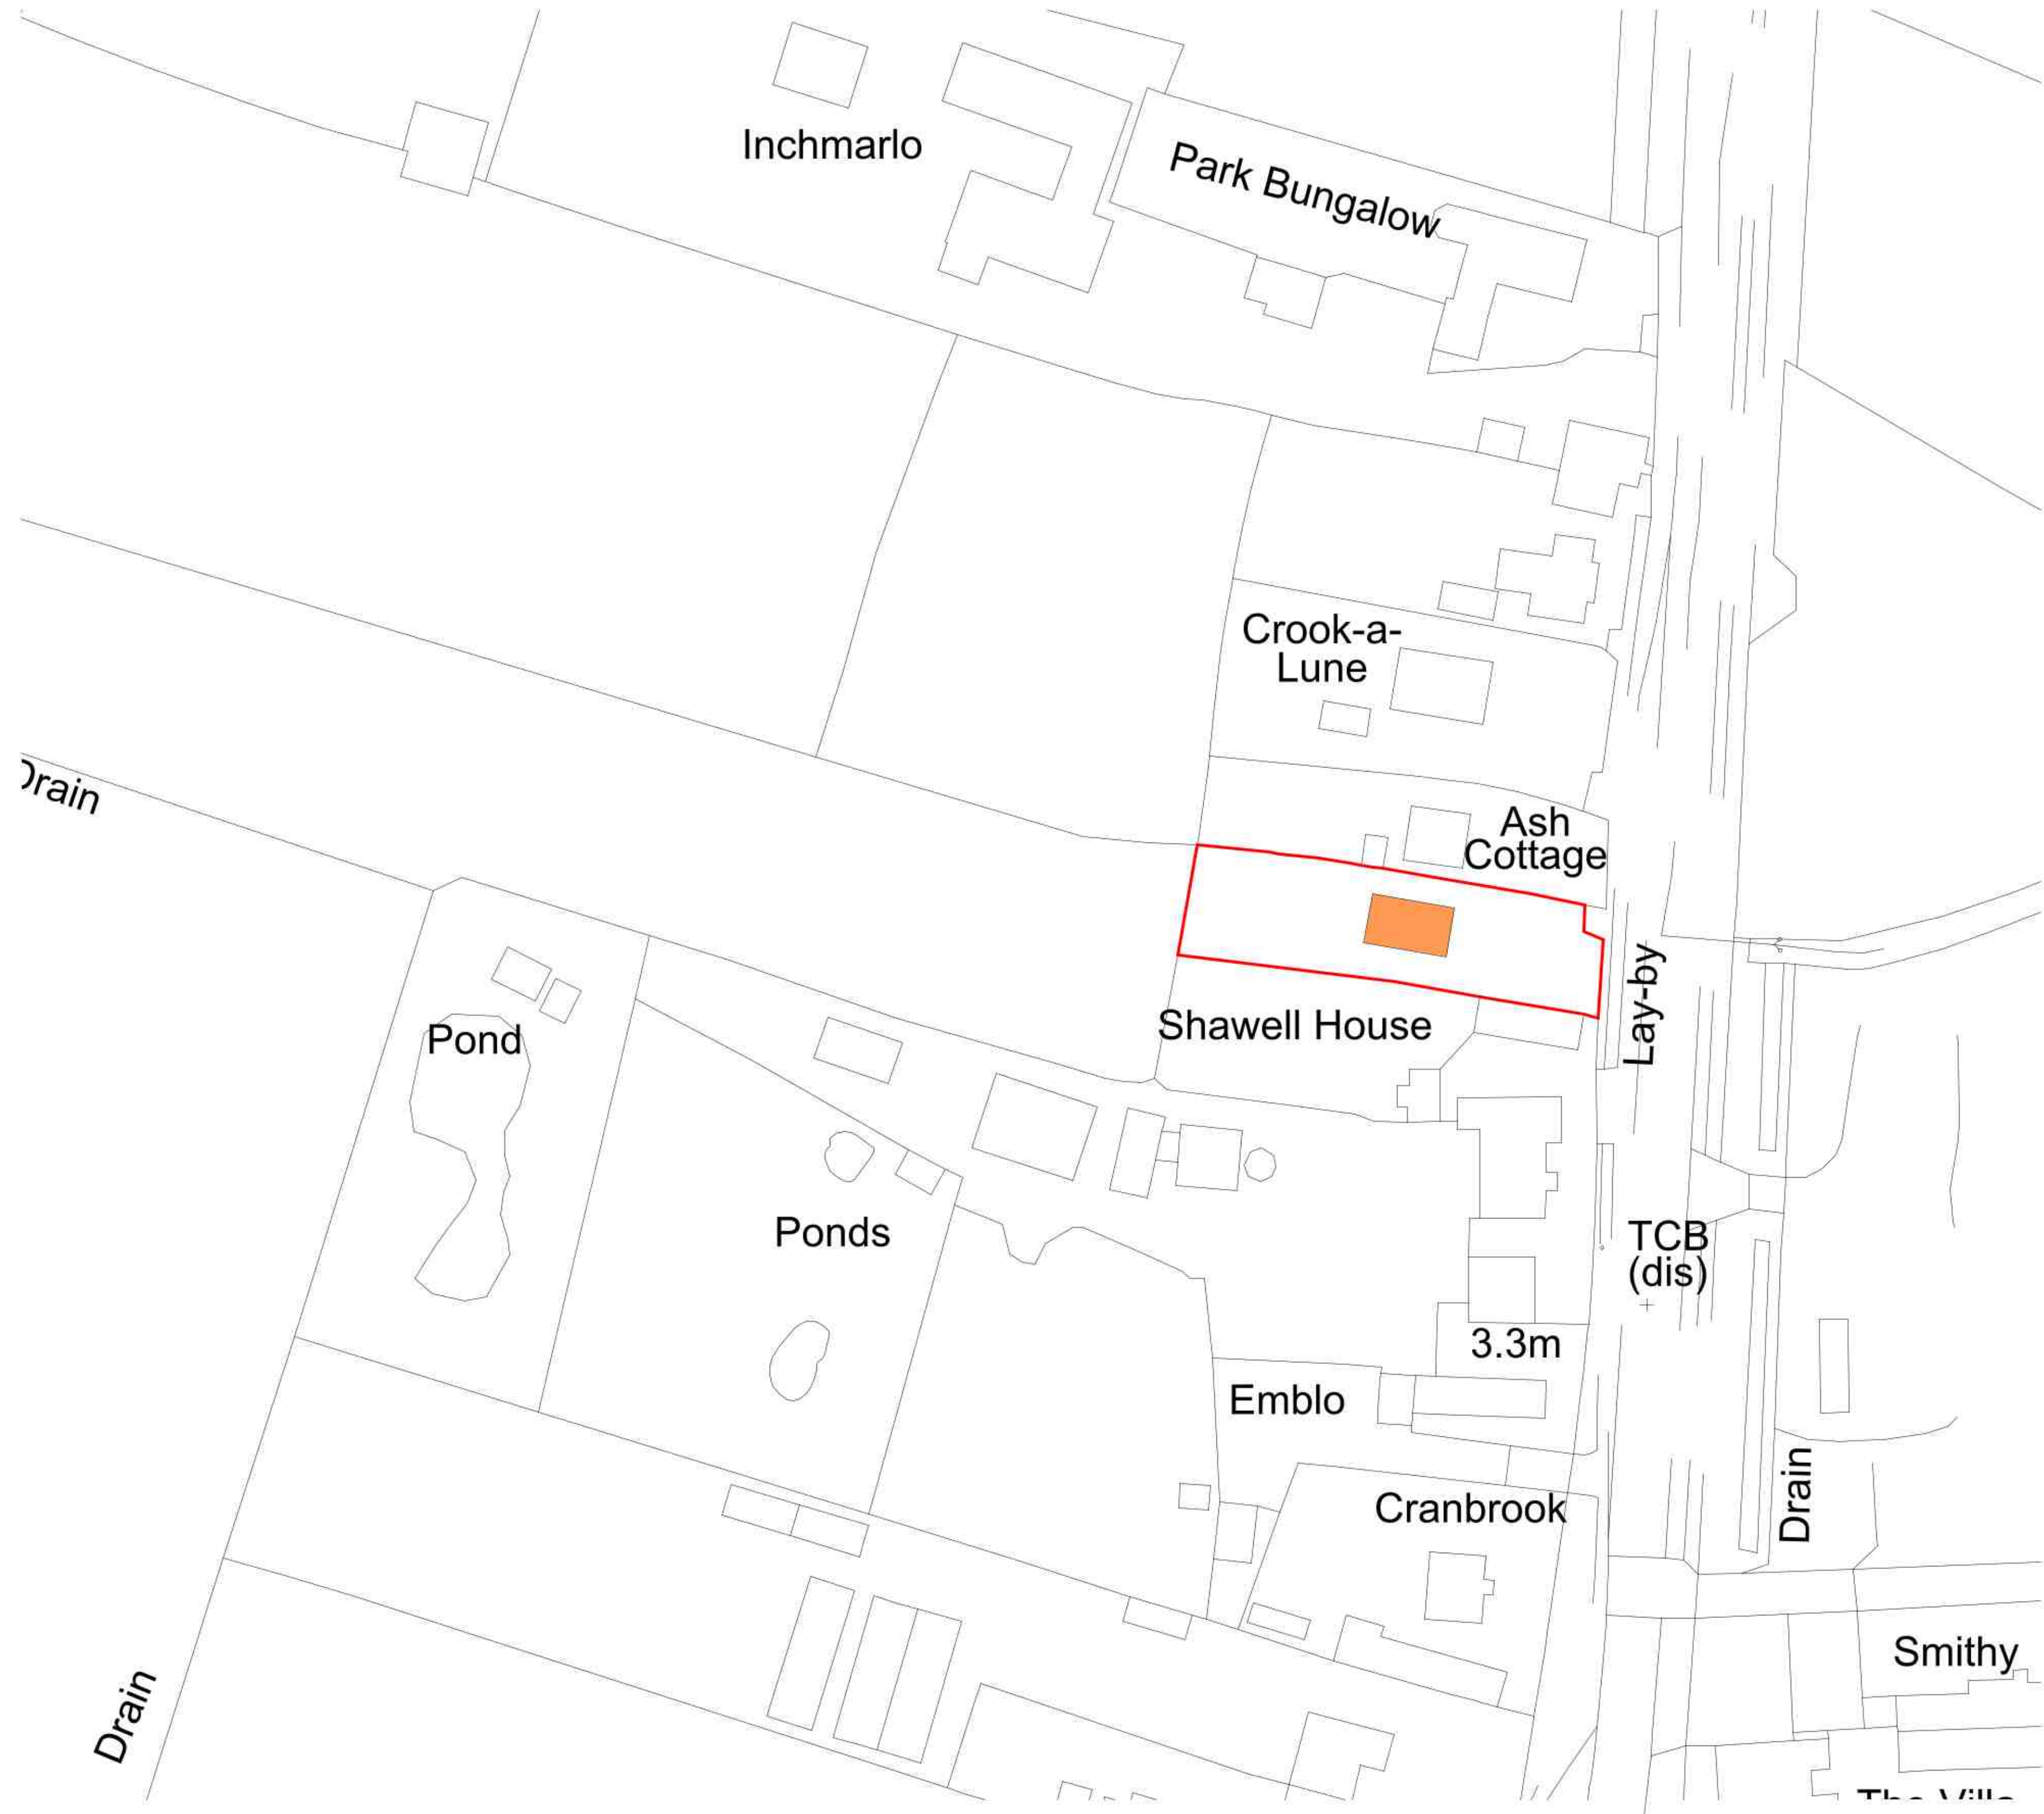 Inchmarlo
Park Bungalow
Crook-a-
Lune
Drain
Ash
Cottage
Lay-by
Shawell House
Pond
Ponds
TCB
(dis)
3.3m
Emblo
Cranbrook
Drain
Smithy
Drain